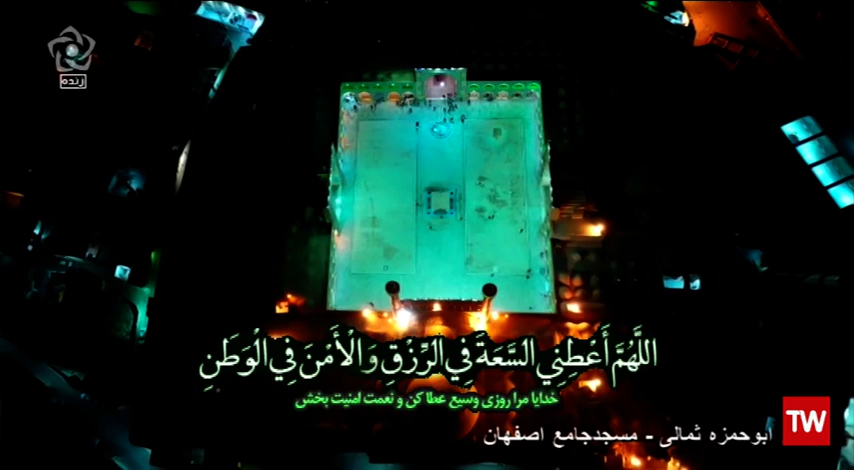 زنده
اللَّهُمَّ أَعْطِنِي السَّعَةَ فِي الرِّزْقِ وَالْأَمْنَ فِي الْوَطَنِ
خدایا مرا روزی وسیع عطا کن و نعمت امنیت بخش
TW
ابوحمزه ثمالی - مسجدجامع اصفهان